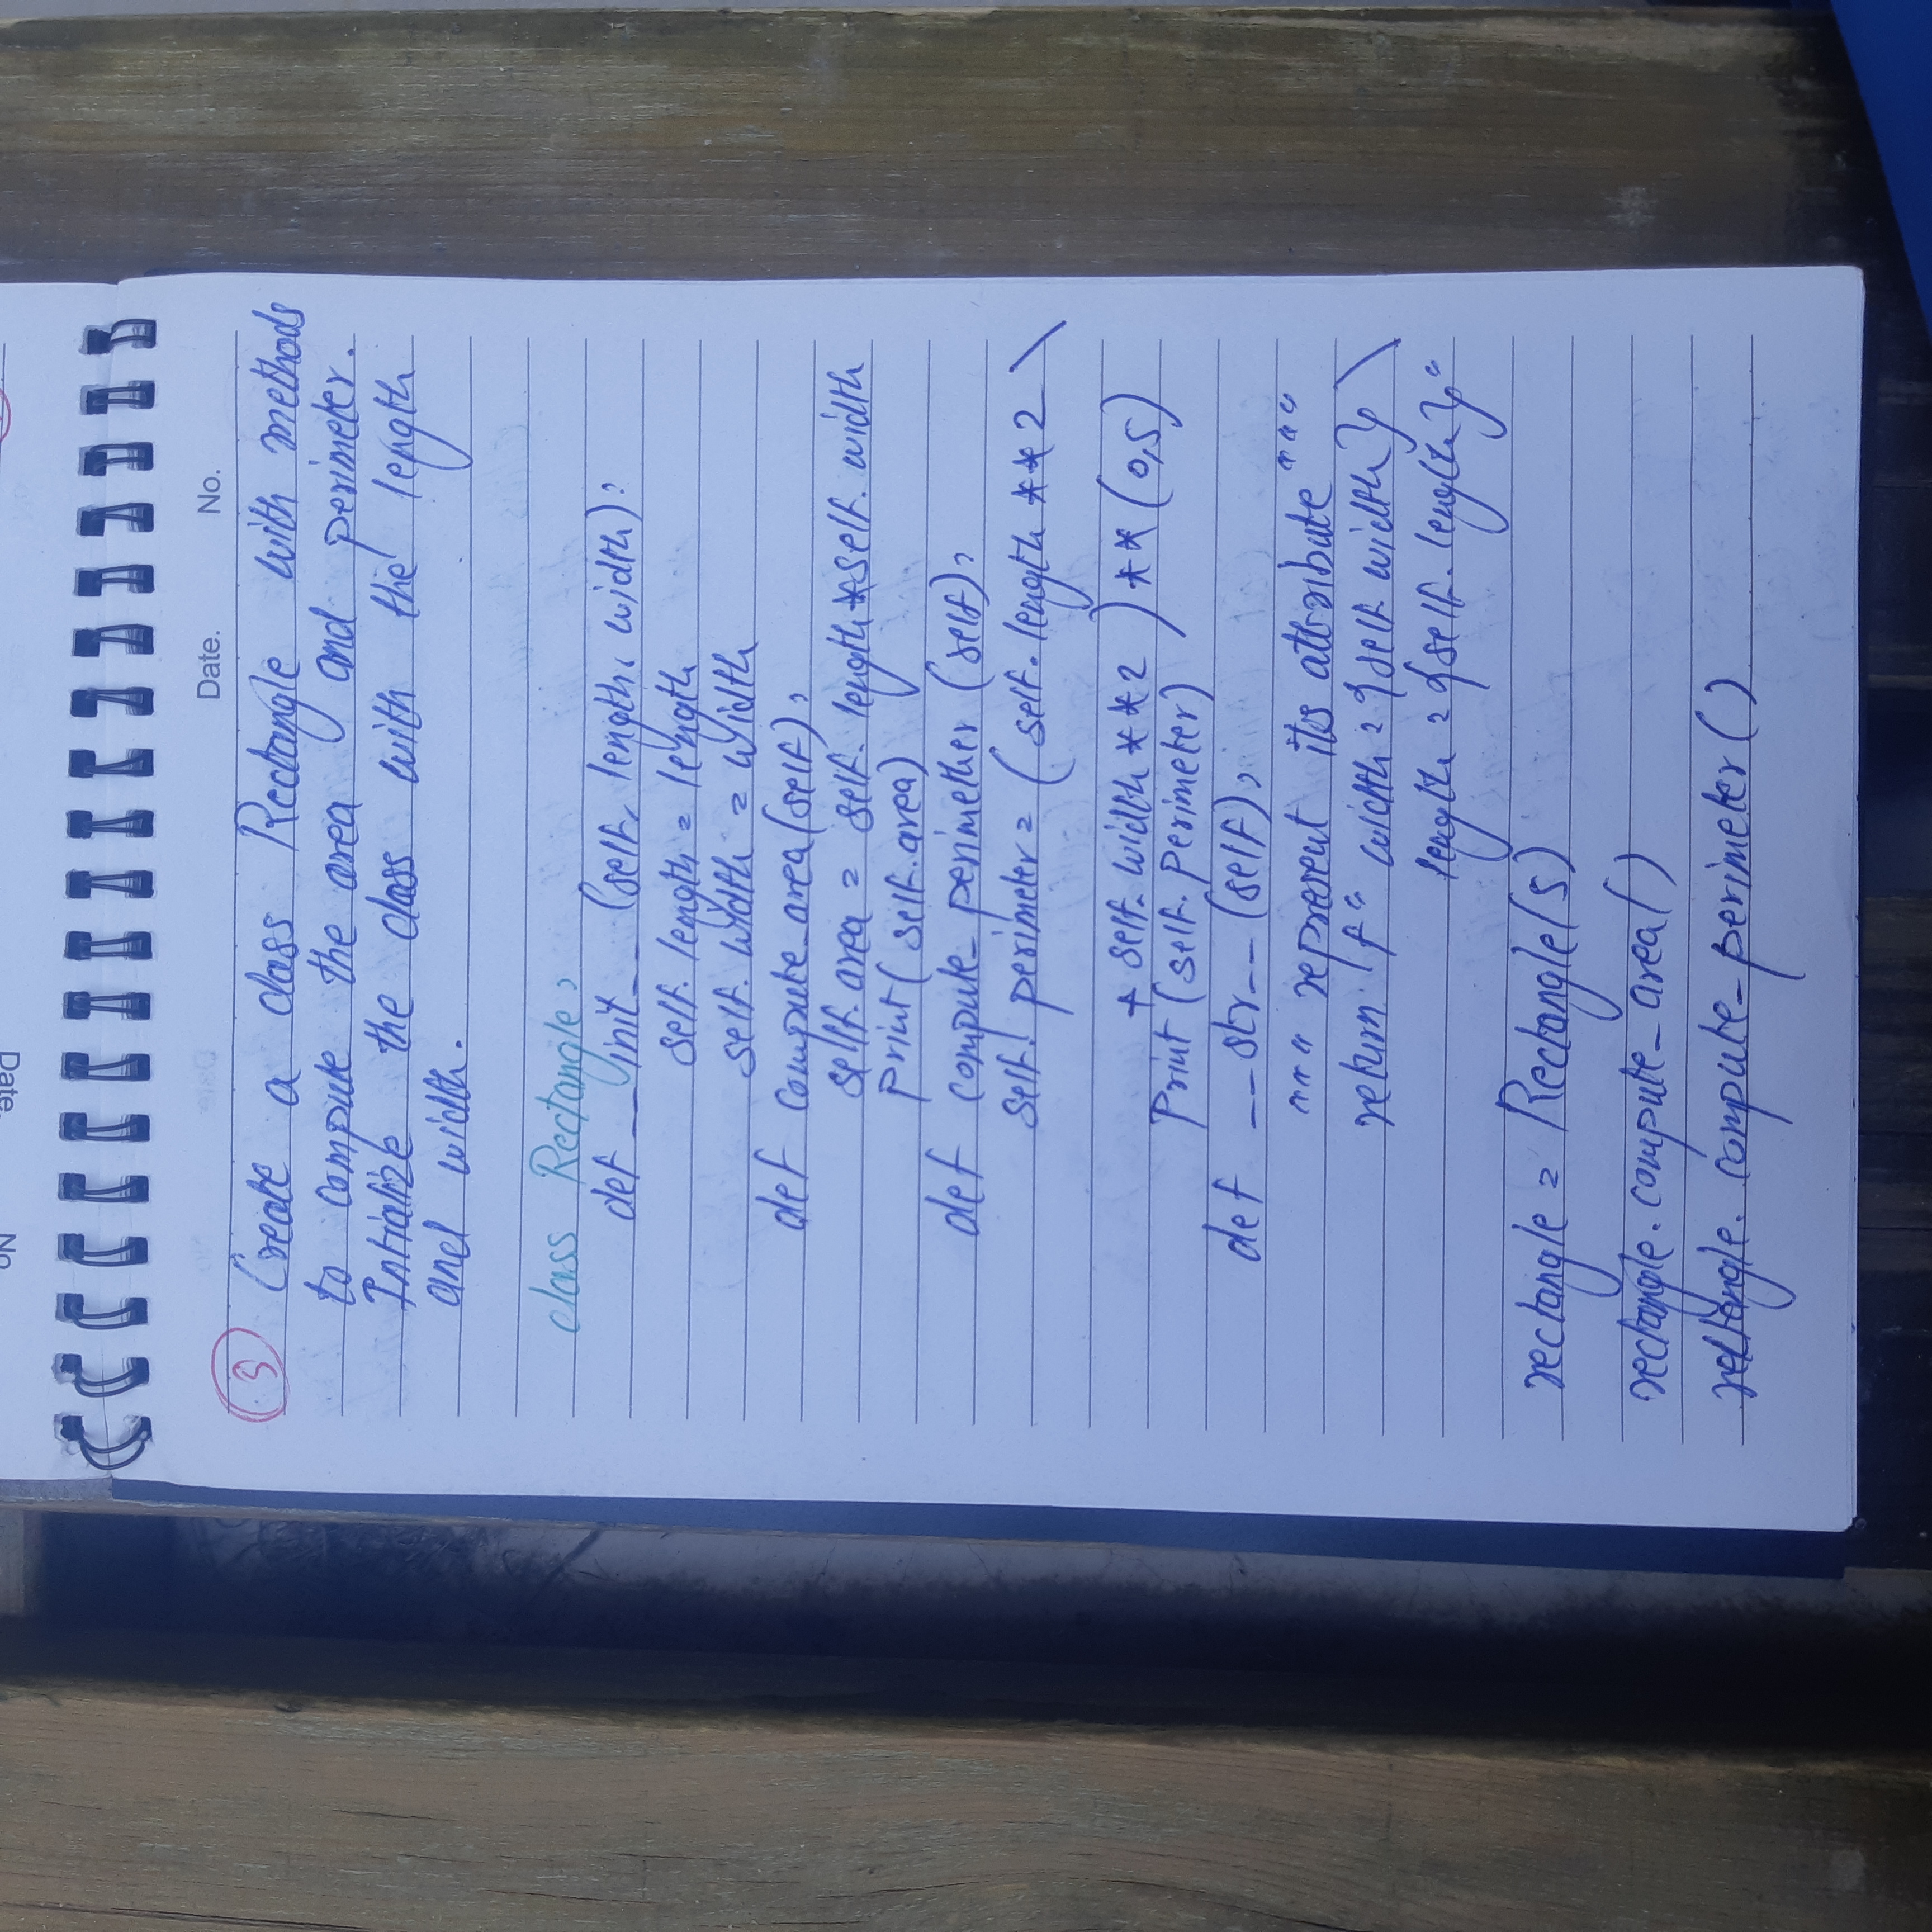 Date. No.
3 Create a class Rectangle with methods
to compute the area and perimeter.
Intialize the class with the length
and width.
class Rectangle:
def __init__ (self, length, width):
self. length = length
self. width = width
def compute_area(self):
self. area = self. length * self. width
print (self. area)
def compute_perimeter (self):
self. perimeter = (self. length ** 2 \
+ self. width ** 2 ) ** (0,5)
print (self. perimeter)
def __str__ (self):
""" represent its attribute """
return f" width = {self. width} \
length = {self. length}"
rectangle = Rectangle(5)
rectangle. compute_area()
rectangle. compute_perimeter ()
No
Date.